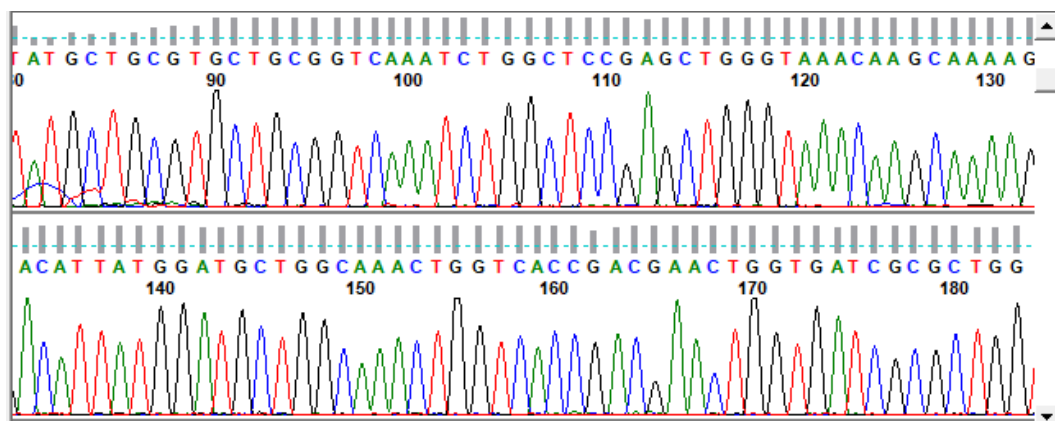 TATGCTGCGTGCTGCGGTCAAATCTGGCTCCGAGCTGGGTAAACAAGCAAAAG
90 100 110 120 130
ACATTATGGATGCTGGCAAACTGGTCACCGACGAACTGGTGATCGCGCTGG
140 150 160 170 180